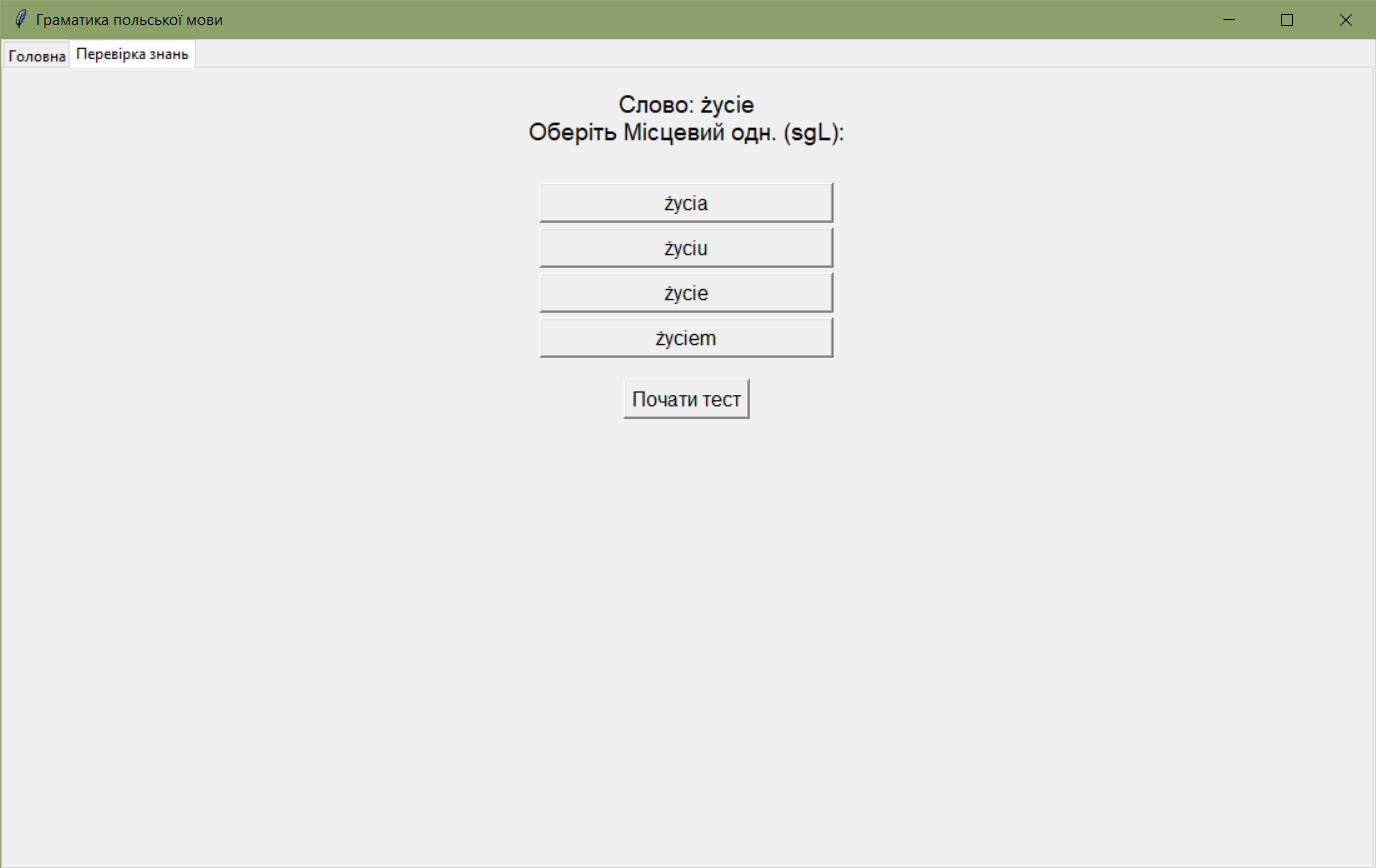 Граматика польської мови
Головна
Перевірка знань
Слово: życie
Оберіть Місцевий одн. (sgL):
życia
życiu
życie
życiem
Почати тест